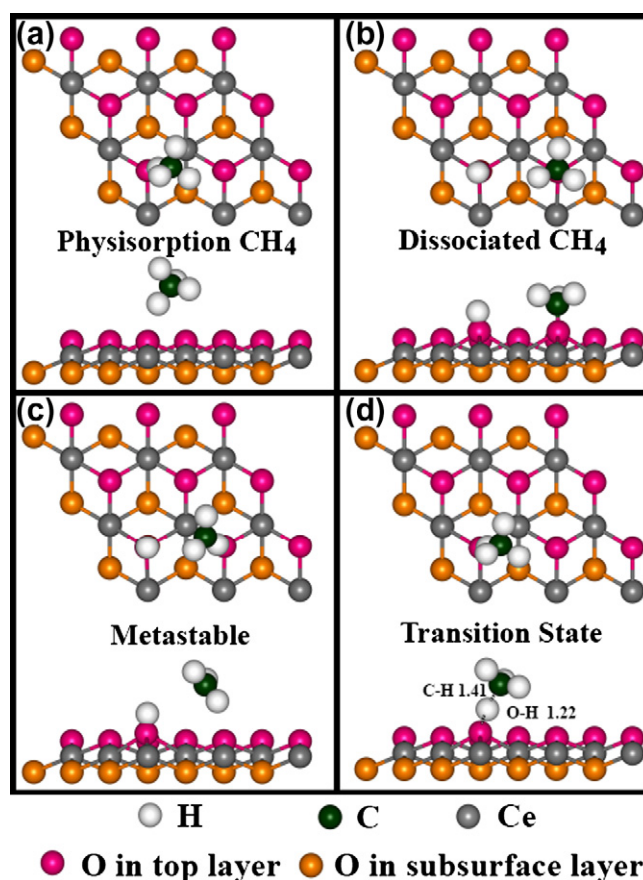 (a)
(b)
Physisorption CH4
Dissociated CH4
(c)
(d)
Metastable
Transition State
C-H 1.41
O-H 1.22
H
C
Ce
O in top layer
O in subsurface layer